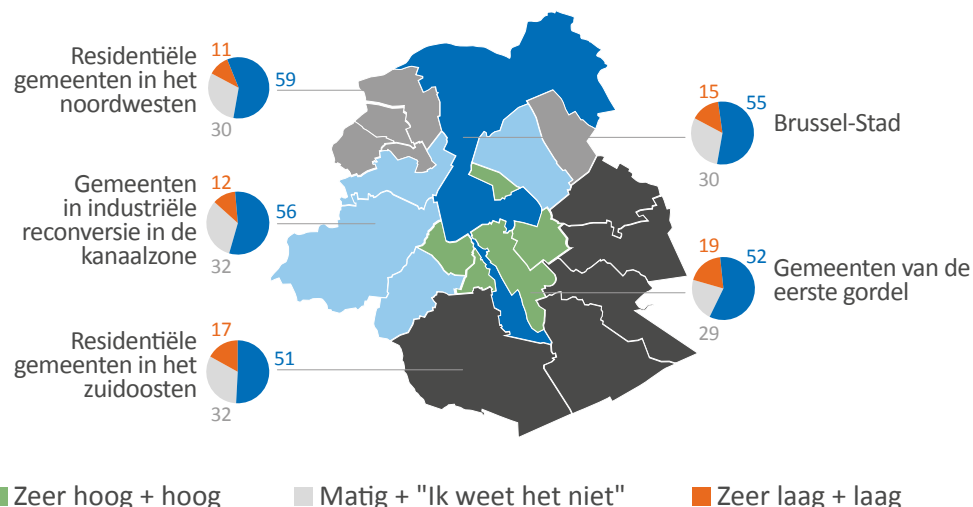 Residentiële
gemeenten in het
noordwesten
11
59
30
Gemeenten
in industriële
reconversie in de
kanaalzone
12
56
32
Residentiële
gemeenten in het
zuidoosten
17
51
32
15
55
30
Brussel-Stad
19
52
29
Gemeenten van de
eerste gordel
Zeer hoog + hoog
Matig + "Ik weet het niet"
Zeer laag + laag